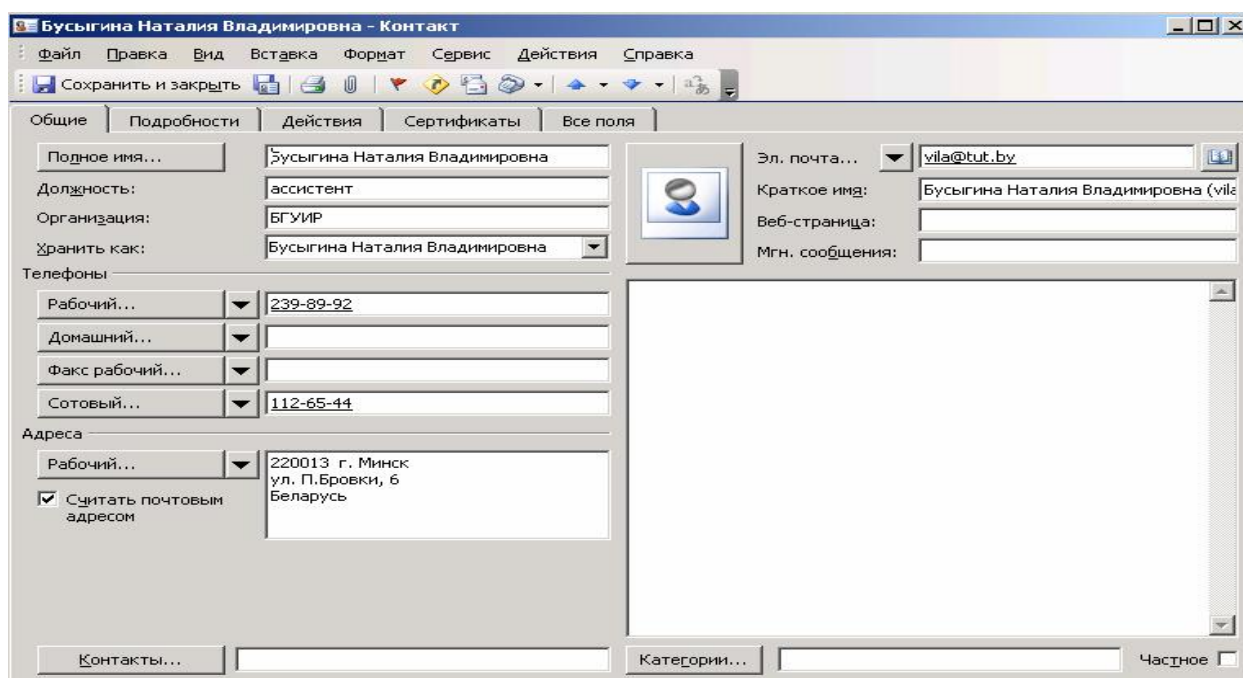 Бусыгина Наталия Владимировна - Контакт
Файл Правка Вид Вставка Формат Сервис Действия Справка
Сохранить и закрыть
Общие Подробности Действия Сертификаты Все поля
Полное имя... Бусыгина Наталия Владимировна
Должность: ассистент
Организация: БГУИР
Хранить как: Бусыгина Наталия Владимировна
Эл. почта... vila@tut.by
Краткое имя: Бусыгина Наталия Владимировна (vila
Веб-страница:
Мгн. сообщения:
Телефоны
Рабочий... 239-89-92
Домашний...
Факс рабочий...
Сотовый... 112-65-44
Адреса
Рабочий... 220013 г. Минск
ул. П.Бровки, 6
Беларусь
Считать почтовым
адресом
Контакты... Категории... Частное